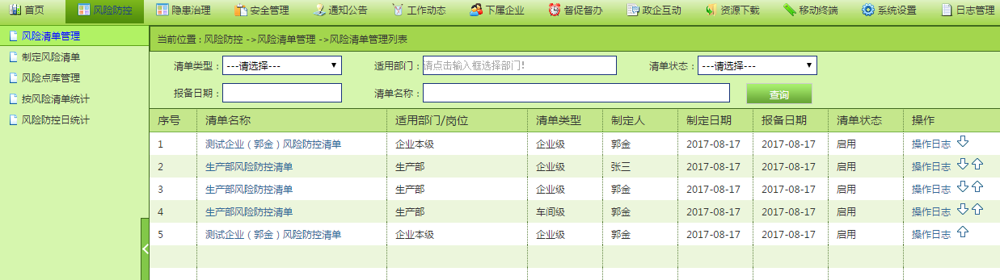 首页 风险防控 隐患治理 安全管理 通知公告 工作动态 下属企业 督促督办 政企互动 资源下载 移动终端 系统设置 日志管理
风险清单管理
制定风险清单
风险点库管理
按风险清单统计
风险防控日统计
当前位置：风险防控 ->风险清单管理 ->风险清单管理列表
清单类型： ---请选择--- 适用部门： 请点击输入框选择部门! 清单状态： ---请选择---
报备日期： 清单名称： 查询
序号 清单名称 适用部门/岗位 清单类型 制定人 制定日期 报备日期 清单状态 操作
1 测试企业（郭金）风险防控清单 企业本级 企业级 郭金 2017-08-17 2017-08-17 启用 操作日志
2 生产部风险防控清单 生产部 企业级 张三 2017-08-17 2017-08-17 启用 操作日志
3 生产部风险防控清单 生产部 企业级 郭金 2017-08-17 2017-08-17 启用 操作日志
4 生产部风险防控清单 生产部 车间级 郭金 2017-08-17 2017-08-17 启用 操作日志
5 测试企业（郭金）风险防控清单 企业本级 企业级 郭金 2017-08-17 2017-08-17 启用 操作日志